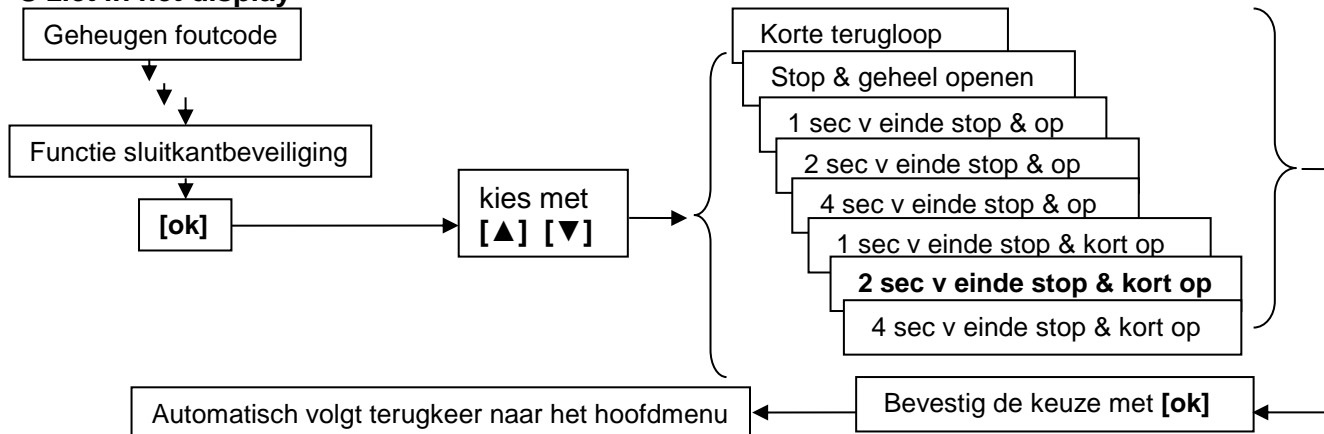 Geheugen foutcode
Functie sluitkantbeveiliging
[ok]
kies met
[▲] [▼]
Korte terugloop
Stop & geheel openen
1 sec v einde stop & op
2 sec v einde stop & op
4 sec v einde stop & op
1 sec v einde stop & kort op
2 sec v einde stop & kort op
4 sec v einde stop & kort op
Bevestig de keuze met [ok]
Automatisch volgt terugkeer naar het hoofdmenu